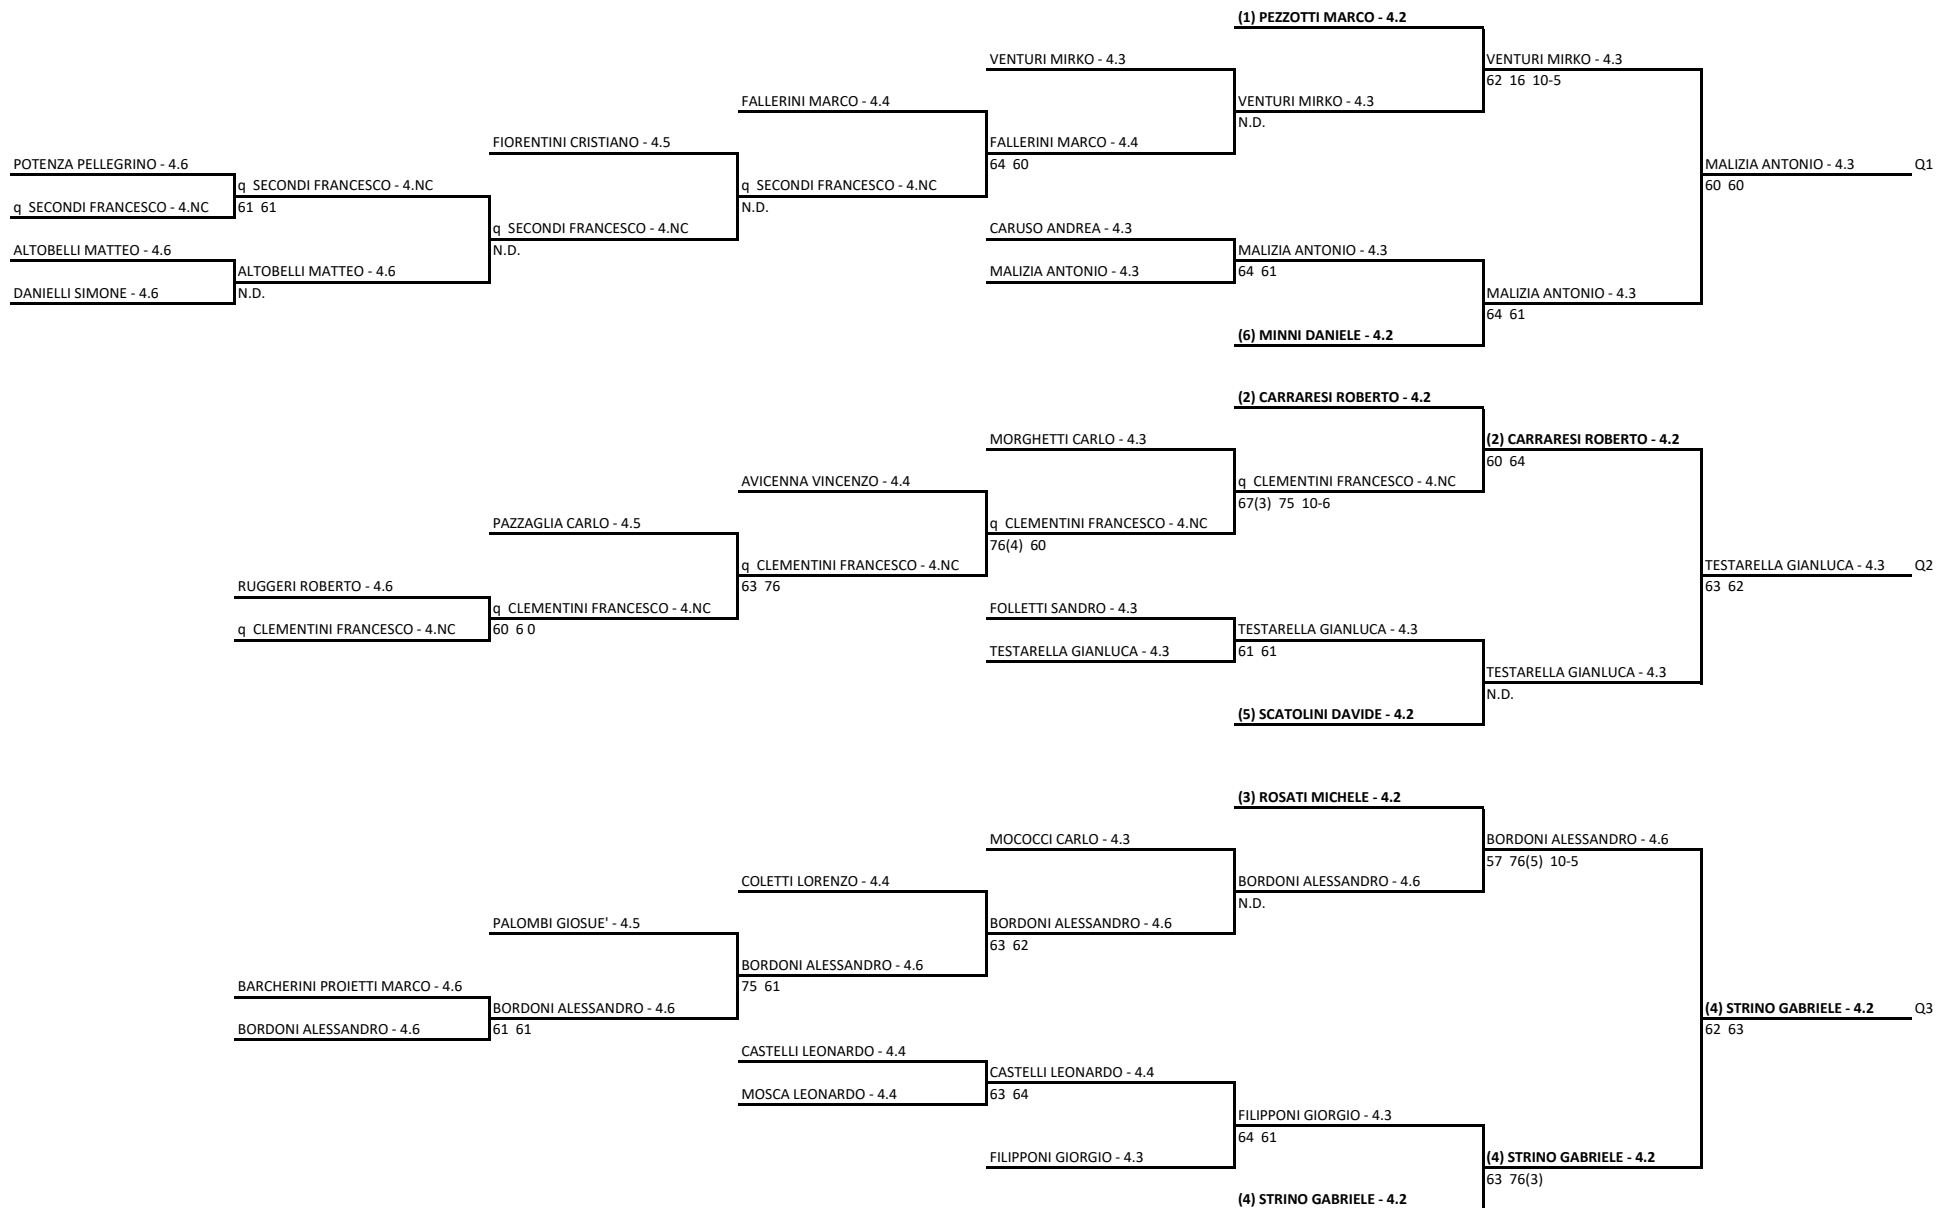 (1) PEZZOTTI MARCO - 4.2
VENTURI MIRKO - 4.3 VENTURI MIRKO - 4.3
62 16 10-5
FALLERINI MARCO - 4.4 VENTURI MIRKO - 4.3
N.D.
FIORENTINI CRISTIANO - 4.5 FALLERINI MARCO - 4.4
POTENZA PELLEGRINO - 4.6 64 60 MALIZIA ANTONIO - 4.3 Q1
q SECONDI FRANCESCO - 4.NC q SECONDI FRANCESCO - 4.NC 60 60
q SECONDI FRANCESCO - 4.NC 61 61 N.D.
q SECONDI FRANCESCO - 4.NC CARUSO ANDREA - 4.3
ALTOBELLI MATTEO - 4.6 N.D. MALIZIA ANTONIO - 4.3
ALTOBELLI MATTEO - 4.6 MALIZIA ANTONIO - 4.3 64 61
DANIELLI SIMONE - 4.6 N.D. MALIZIA ANTONIO - 4.3
64 61
(6) MINNI DANIELE - 4.2
(2) CARRARESI ROBERTO - 4.2
MORGHETTI CARLO - 4.3 (2) CARRARESI ROBERTO - 4.2
60 64
AVICENNA VINCENZO - 4.4 q CLEMENTINI FRANCESCO - 4.NC
67(3) 75 10-6
PAZZAGLIA CARLO - 4.5 q CLEMENTINI FRANCESCO - 4.NC
76(4) 60
q CLEMENTINI FRANCESCO - 4.NC TESTARELLA GIANLUCA - 4.3 Q2
RUGGERI ROBERTO - 4.6 63 76 63 62
q CLEMENTINI FRANCESCO - 4.NC FOLLETTI SANDRO - 4.3
q CLEMENTINI FRANCESCO - 4.NC 60 6 0 TESTARELLA GIANLUCA - 4.3
TESTARELLA GIANLUCA - 4.3 61 61
TESTARELLA GIANLUCA - 4.3
N.D.
(5) SCATOLINI DAVIDE - 4.2
(3) ROSATI MICHELE - 4.2
MOCOCCI CARLO - 4.3 BORDONI ALESSANDRO - 4.6
57 76(5) 10-5
COLETTI LORENZO - 4.4 BORDONI ALESSANDRO - 4.6
N.D.
PALOMBI GIOSUE' - 4.5 BORDONI ALESSANDRO - 4.6
63 62
BORDONI ALESSANDRO - 4.6
BARCHERINI PROIETTI MARCO - 4.6 75 61
BORDONI ALESSANDRO - 4.6 (4) STRINO GABRIELE - 4.2 Q3
BORDONI ALESSANDRO - 4.6 61 61 62 63
CASTELLI LEONARDO - 4.4
CASTELLI LEONARDO - 4.4
MOSCA LEONARDO - 4.4 63 64
FILIPPONI GIORGIO - 4.3
64 61
FILIPPONI GIORGIO - 4.3 (4) STRINO GABRIELE - 4.2
63 76(3)
(4) STRINO GABRIELE - 4.2